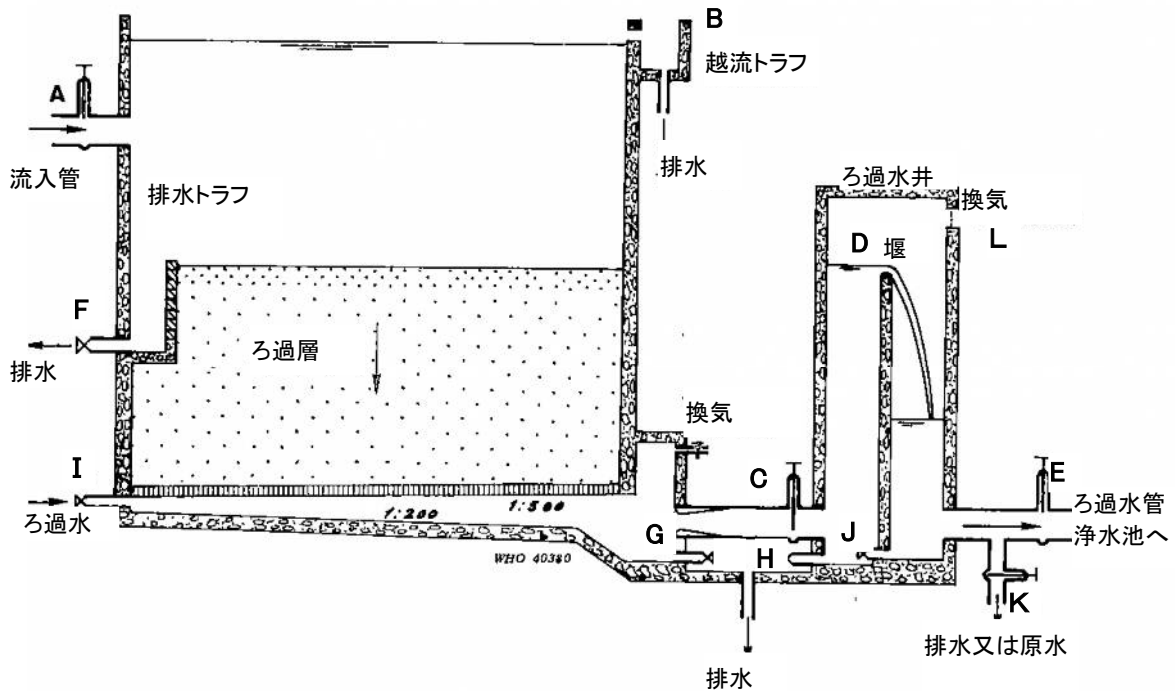 B
越流トラフ
A
排水
流入管
排水トラフ
ろ過水井
換気
L
D 堰
F
排水
ろ過層
換気
I
ろ過水
C
E
ろ過水管
浄水池へ
1:200
1:500
G
J
WHO 40380
H
K
排水又は原水
排水